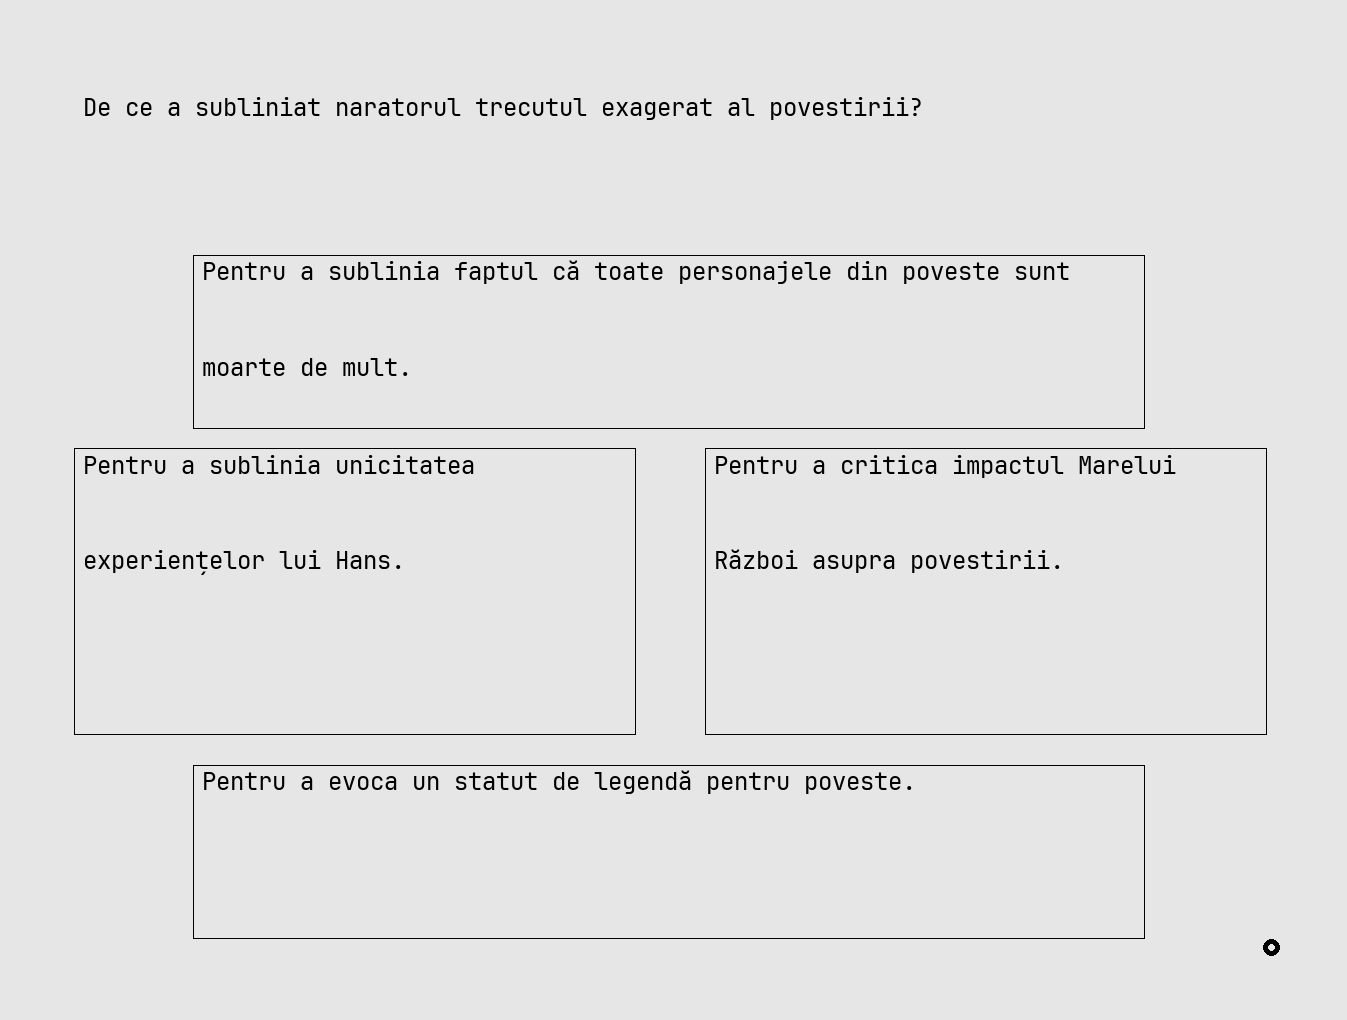 De ce a subliniat naratorul trecutul exagerat al povestirii?
Pentru a sublinia faptul că toate personajele din poveste sunt
moarte de mult.
Pentru a sublinia unicitatea
experiențelor lui Hans.
Pentru a critica impactul Marelui
Război asupra povestirii.
Pentru a evoca un statut de legendă pentru poveste.